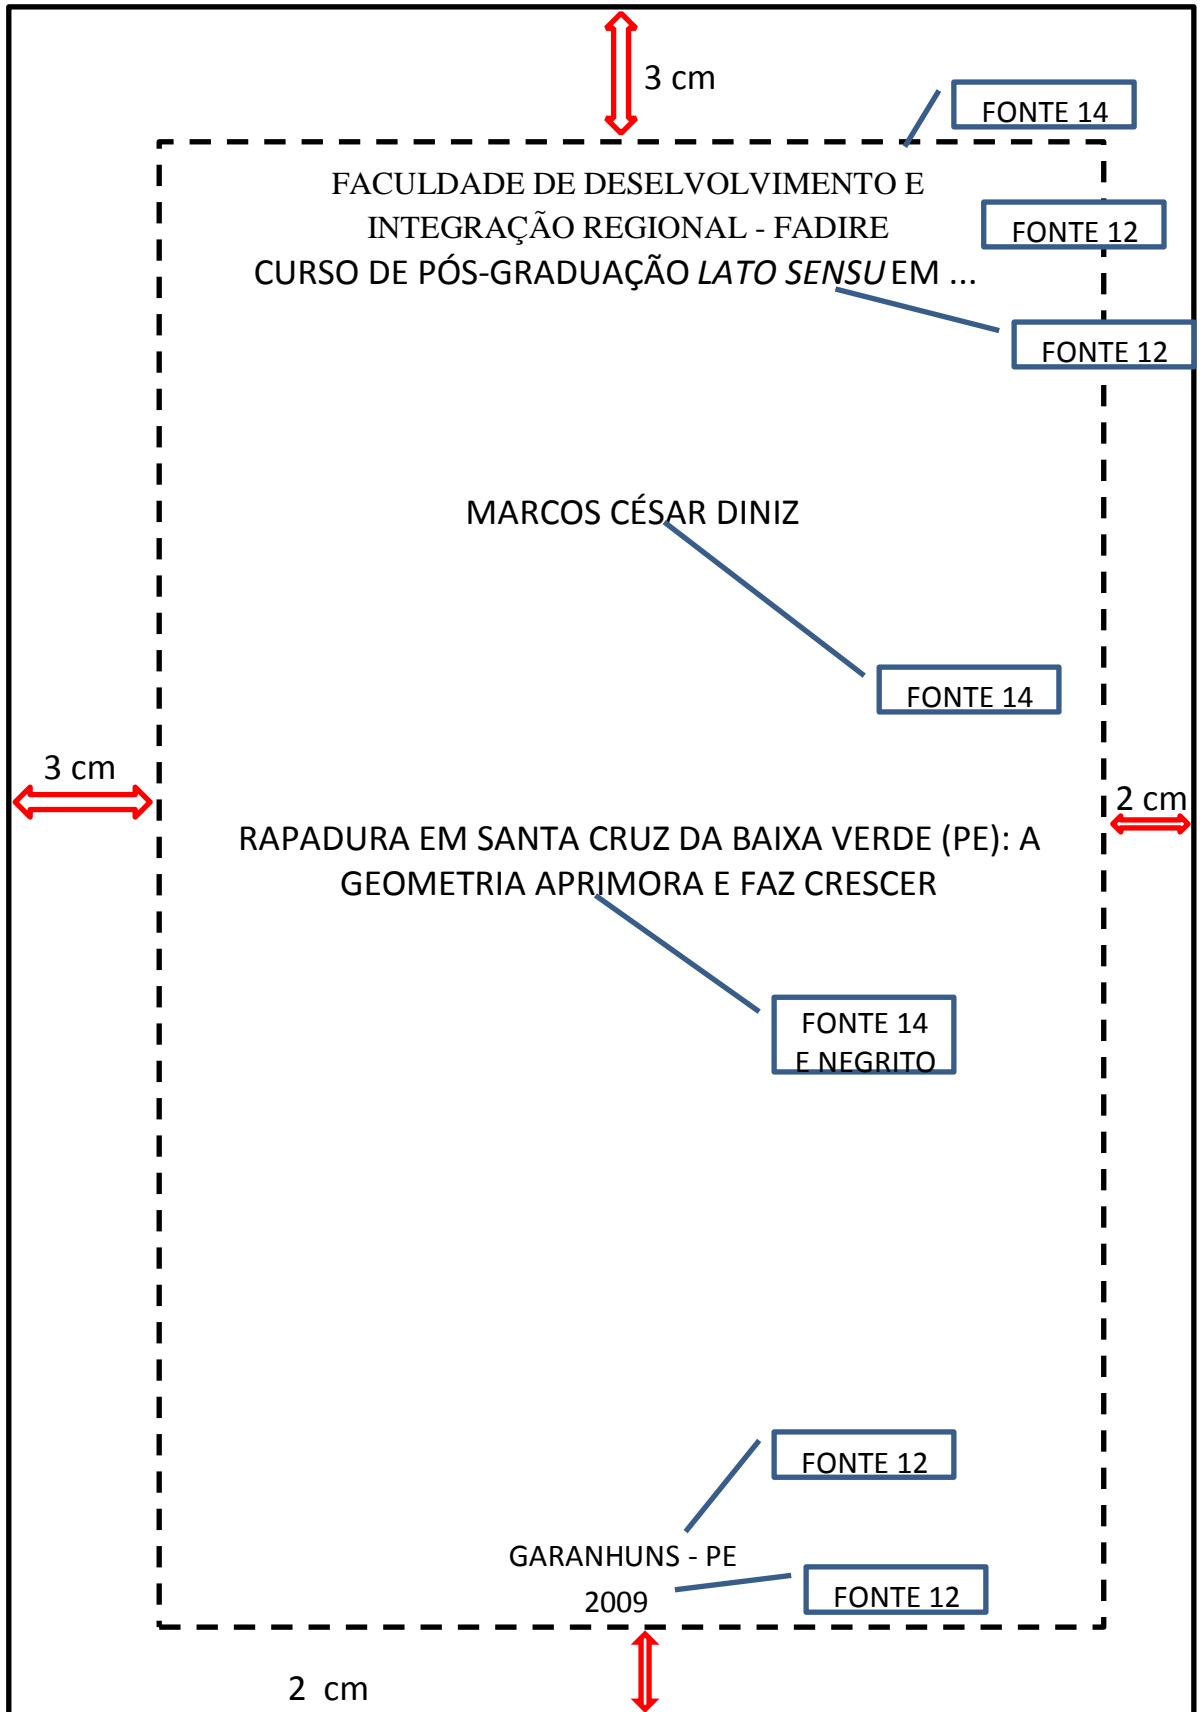 3 cm
FONTE 14
FACULDADE DE DESELVOLVIMENTO E
INTEGRAÇÃO REGIONAL - FADIRE
FONTE 12
CURSO DE PÓS-GRADUAÇÃO LATO SENSU EM ...
FONTE 12
MARCOS CÉSAR DINIZ
FONTE 14
3 cm
2 cm
RAPADURA EM SANTA CRUZ DA BAIXA VERDE (PE): A
GEOMETRIA APRIMORA E FAZ CRESCER
FONTE 14
E NEGRITO
FONTE 12
GARANHUNS - PE
2009
FONTE 12
2 cm